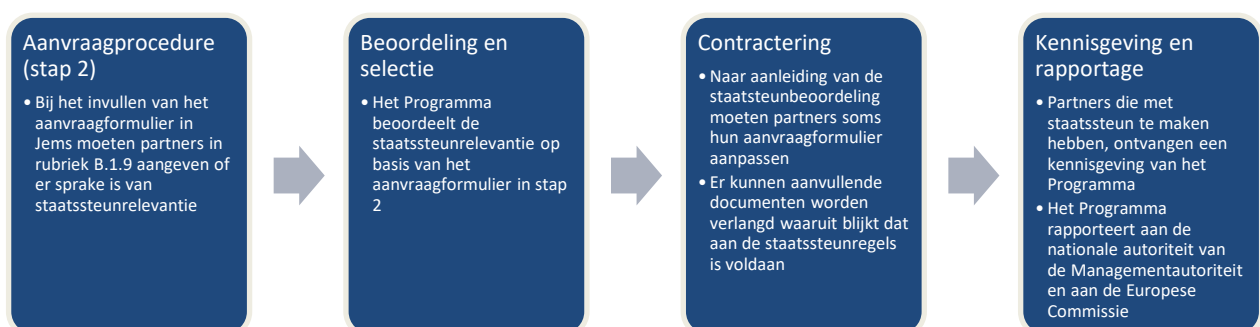 Aanvraagprocedure
(stap 2)
• Bij het invullen van het
aanvraagformulier in
Jems moeten partners in
rubriek B.1.9 aangeven of
er sprake is van
staatssteunrelevantie
Beoordeling en
selectie
• Het Programma
beoordeelt de
staatssteunrelevantie op
basis van het
aanvraagformulier in stap
2
Contractering
• Naar aanleiding van de
staatsteunbeoordeling
moeten partners soms
hun aanvraagformulier
aanpassen
• Er kunnen aanvullende
documenten worden
verlangd waaruit blijkt dat
aan de staatssteunregels
is voldaan
Kennisgeving en
rapportage
• Partners die met
staatssteun te maken
hebben, ontvangen een
kennisgeving van het
Programma
• Het Programma
rapporteert aan de
nationale autoriteit van
de Managementautoriteit
en aan de Europese
Commissie